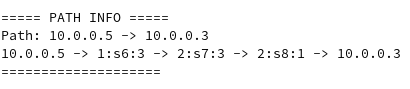 ===== PATH INFO =====
Path: 10.0.0.5 -> 10.0.0.3
10.0.0.5 -> 1:s6:3 -> 2:s7:3 -> 2:s8:1 -> 10.0.0.3
====================